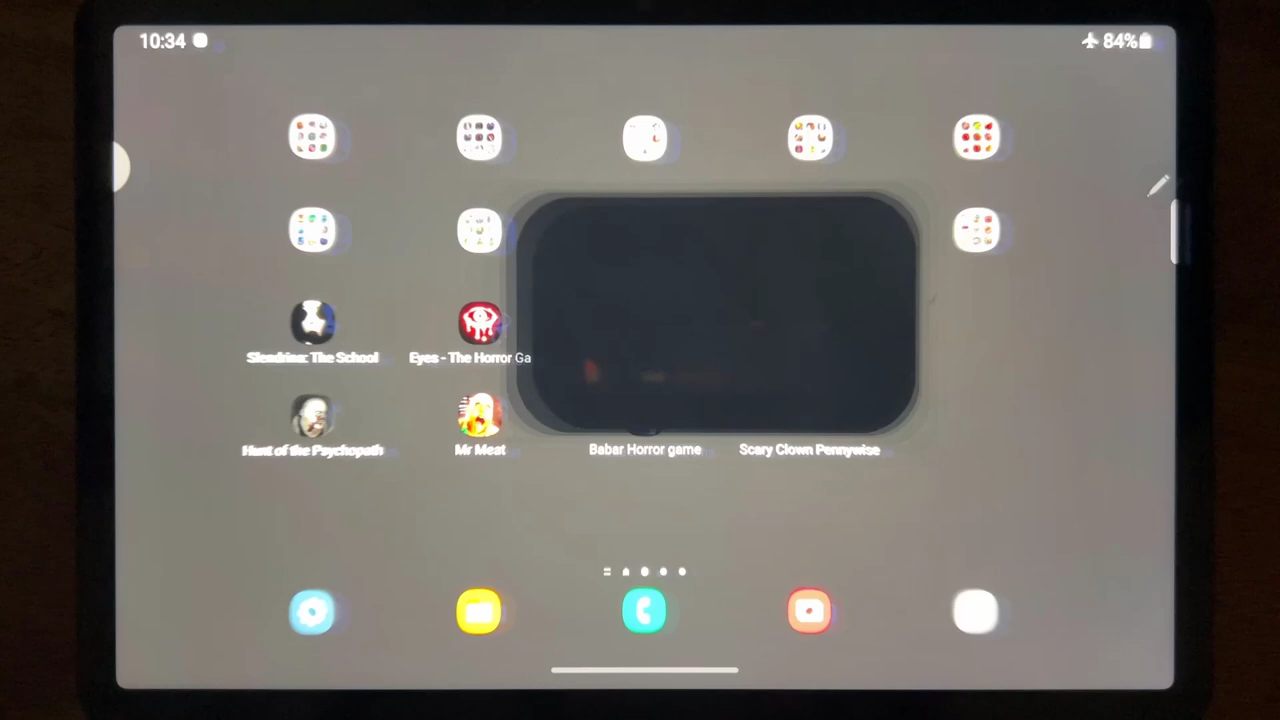 10:34
84%
Slendrina: The School
Eyes - The Horror Ga
Hunt of the Psychopath
Mr Meat
Babar Horror game
Scary Clown Pennywise